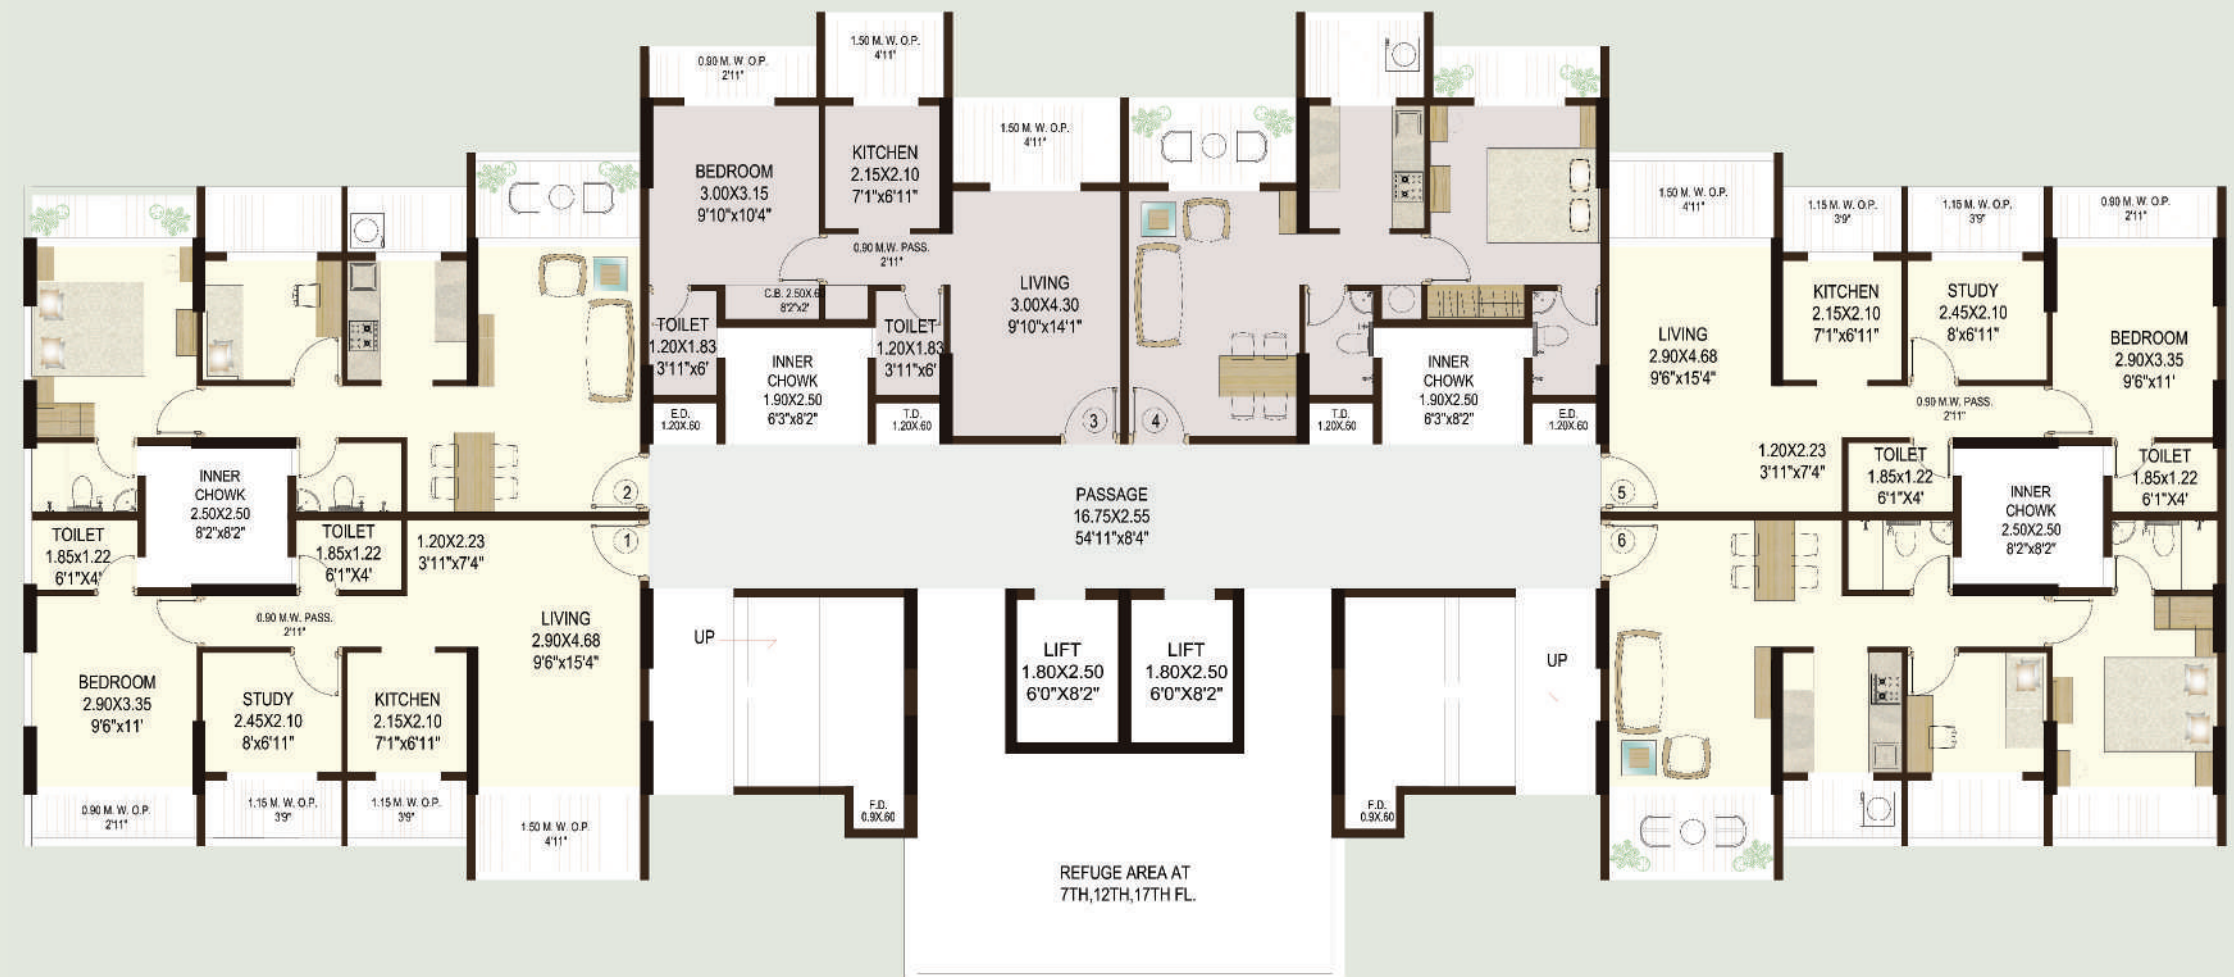 1.50 M. W. O.P.
4'11"
0.90 M. W. O.P.
2'11"
BEDROOM
3.00X3.15
9'10"x10'4"
KITCHEN
2.15X2.10
7'1"x6'11"
1.50 M. W. O.P.
4'11"
0.90 M.W. PASS.
2'11"
C.B. 2.50X.6
8'2"x2'
LIVING
3.00X4.30
9'10"x14'1"
TOILET
1.20X1.83
3'11"x6'
TOILET
1.20X1.83
3'11"x6'
INNER
CHOWK
1.90X2.50
6'3"x8'2"
E.D.
1.20X.60
T.D.
1.20X.60
3
4
INNER
CHOWK
1.90X2.50
6'3"x8'2"
T.D.
1.20X.60
E.D.
1.20X.60
1.50 M. W. O.P.
4'11"
1.15 M. W. O.P.
3'9"
1.15 M. W. O.P.
3'9"
0.90 M. W. O.P.
2'11"
LIVING
2.90X4.68
9'6"x15'4"
KITCHEN
2.15X2.10
7'1"x6'11"
STUDY
2.45X2.10
8'x6'11"
BEDROOM
2.90X3.35
9'6"x11'
0.90 M.W. PASS.
2'11"
1.20X2.23
3'11"x7'4"
TOILET
1.85x1.22
6'1"X4'
TOILET
1.85x1.22
6'1"X4'
INNER
CHOWK
2.50X2.50
8'2"x8'2"
5
6
INNER
CHOWK
2.50X2.50
8'2"x8'2"
2
1
TOILET
1.85x1.22
6'1"X4'
TOILET
1.85x1.22
6'1"X4'
1.20X2.23
3'11"x7'4"
0.90 M.W. PASS.
2'11"
LIVING
2.90X4.68
9'6"x15'4"
BEDROOM
2.90X3.35
9'6"x11'
STUDY
2.45X2.10
8'x6'11"
KITCHEN
2.15X2.10
7'1"x6'11"
0.90 M. W. O.P.
2'11"
1.15 M. W. O.P.
3'9"
1.15 M. W. O.P.
3'9"
1.50 M. W. O.P.
4'11"
PASSAGE
16.75X2.55
54'11"x8'4"
UP
LIFT
1.80X2.50
6'0"X8'2"
LIFT
1.80X2.50
6'0"X8'2"
UP
F.D.
0.9X.60
F.D.
0.9X.60
REFUGE AREA AT
7TH,12TH,17TH FL.